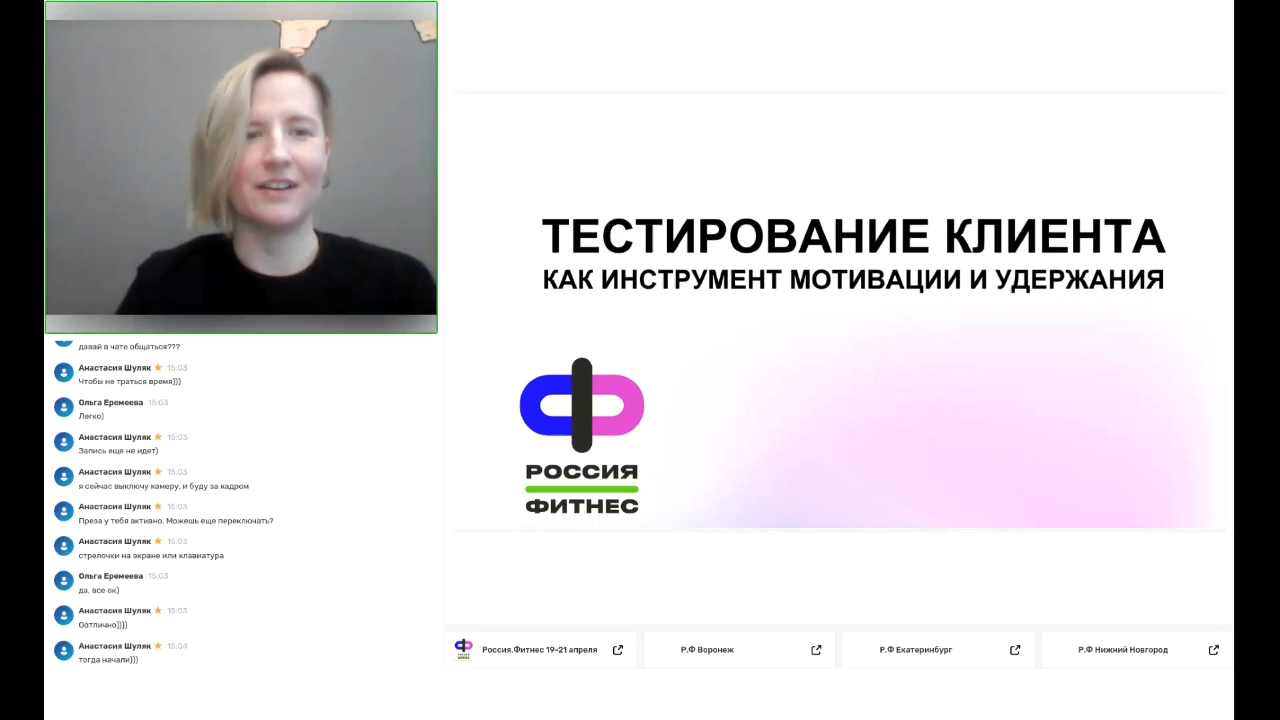 давай в чате общаться???
Анастасия Шуляк 15:03
Чтобы не траться время)))
Ольга Еремеева 15:03
Легко)
Анастасия Шуляк 15:03
Запись еще не идет)
Анастасия Шуляк 15:03
я сейчас выключу камеру, и буду за кадром
Анастасия Шуляк 15:03
Преза у тебя активно. Можешь еще переключать?
Анастасия Шуляк 15:03
стрелочки на экране или клавиатура
Ольга Еремеева 15:03
да, все ок)
Анастасия Шуляк 15:03
Оотлично))))
Анастасия Шуляк 15:04
тогда начали)))
ТЕСТИРОВАНИЕ КЛИЕНТА
КАК ИНСТРУМЕНТ МОТИВАЦИИ И УДЕРЖАНИЯ
РОССИЯ
ФИТНЕС
Россия.Фитнес 19-21 апреля
Р.Ф Воронеж
Р.Ф Екатеринбург
Р.Ф Нижний Новгород